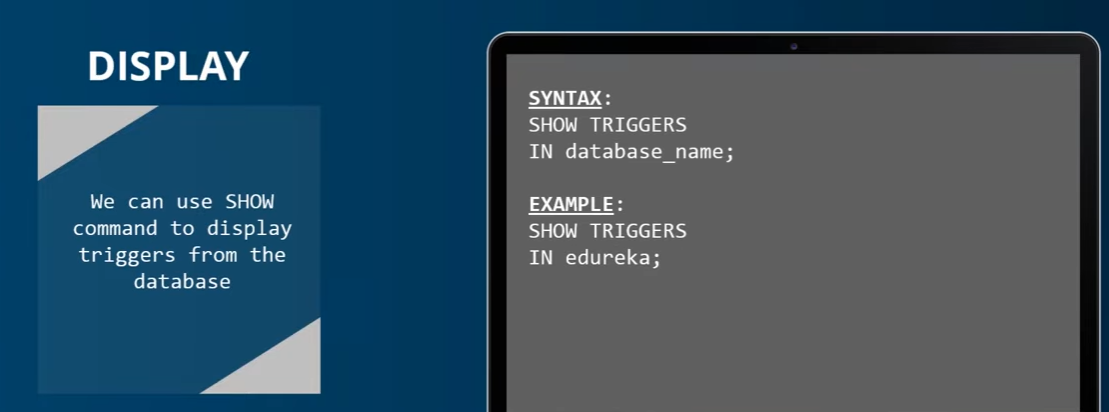 DISPLAY
We can use SHOW
command to display
triggers from the
database
SYNTAX:
SHOW TRIGGERS
IN database_name;
EXAMPLE:
SHOW TRIGGERS
IN edureka;